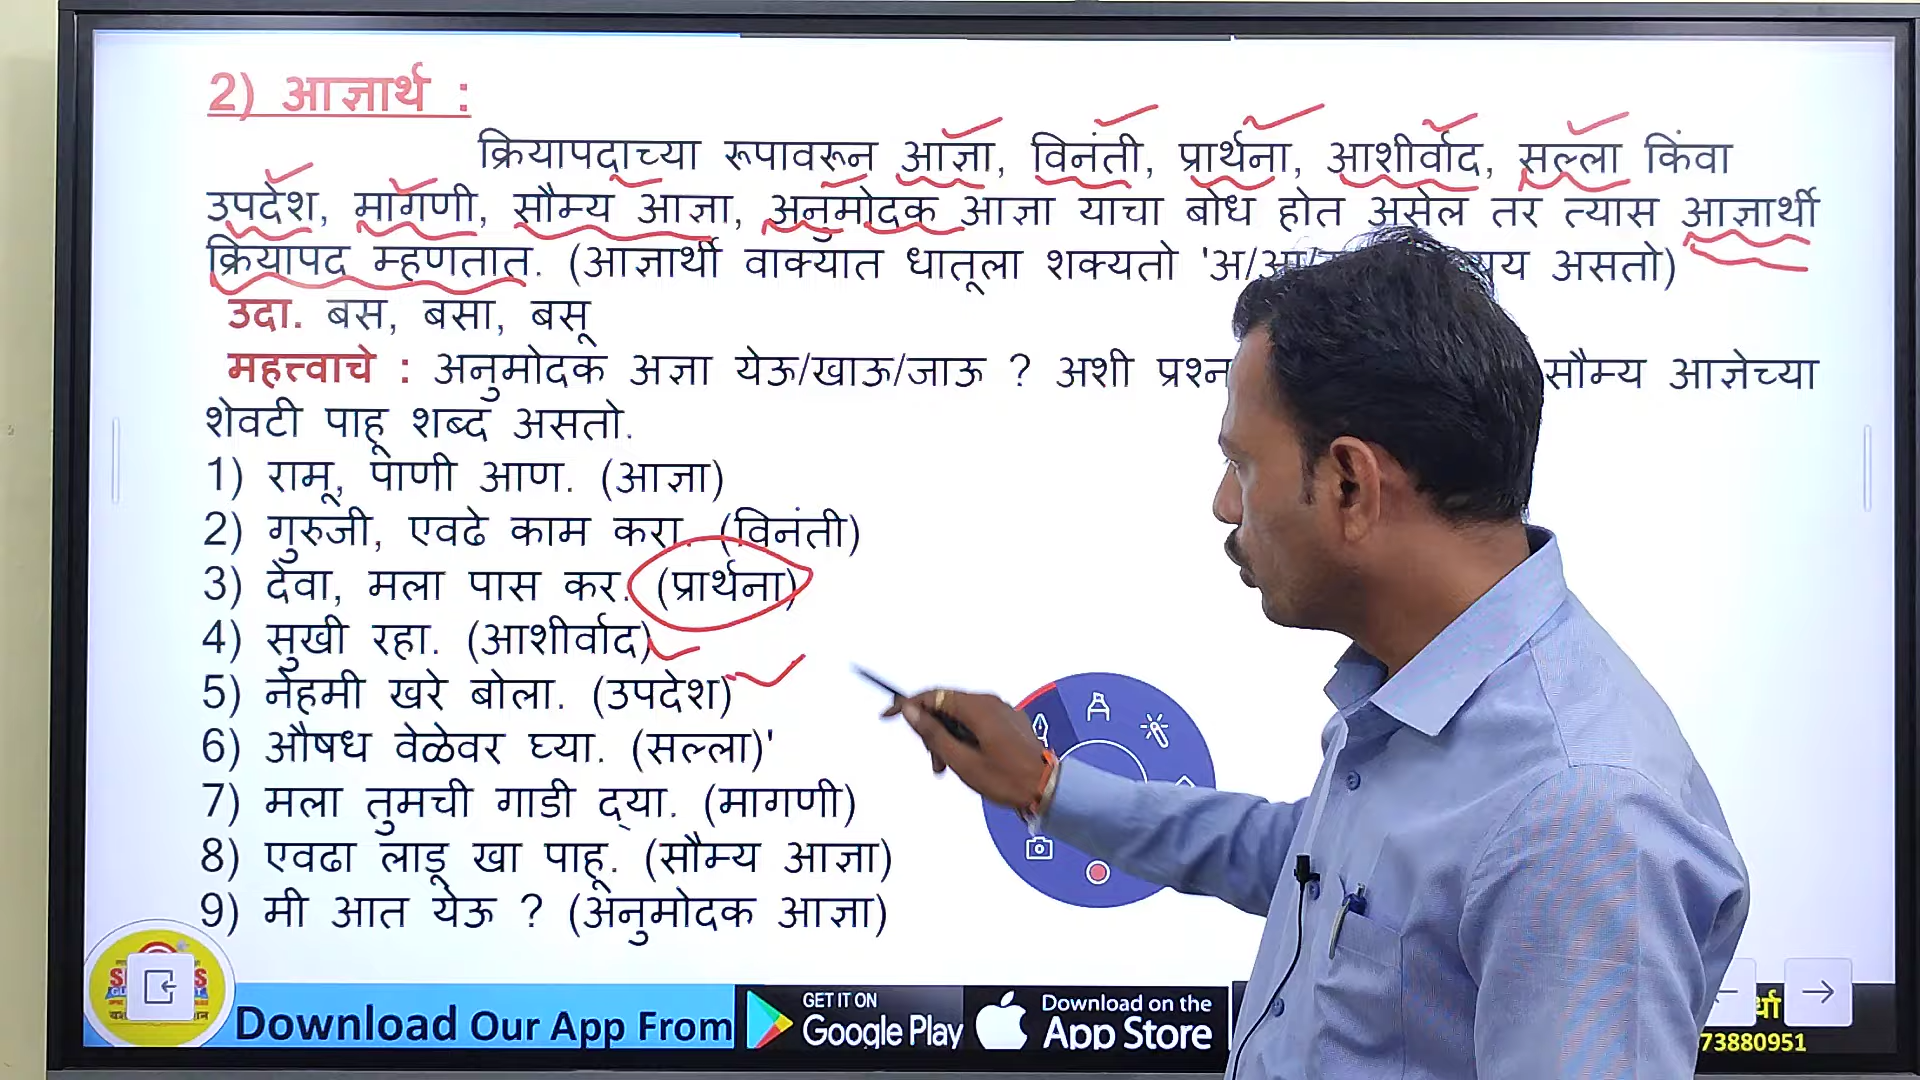 2) आज्ञार्थ :
क्रियापदाच्या रूपावरून आज्ञा, विनंती, प्रार्थना, आशीर्वाद, सल्ला किंवा
उपदेश, मागणी, सौम्य आज्ञा, अनुमोदक आज्ञा याचा बोध होत असेल तर त्यास आज्ञार्थी
क्रियापद म्हणतात. (आज्ञार्थी वाक्यात धातूला शक्यतो 'अ/आ/ असतो)
उदा. बस, बसा, बसू
महत्त्वाचे : अनुमोदक अज्ञा येऊ/खाऊ/जाऊ ? अशी सौम्य आज्ञेच्या
शेवटी पाहू शब्द असतो.
1) रामू, पाणी आण. (आज्ञा)
2) गुरुजी, एवढे काम करा. (विनंती)
3) देवा, मला पास कर. (प्रार्थना)
4) सुखी रहा. (आशीर्वाद)
5) नेहमी खरे बोला. (उपदेश)
6) औषध वेळेवर घ्या. (सल्ला)'
7) मला तुमची गाडी द्‌या. (मागणी)
8) एवढा लाडू खा पाहू. (सौम्य आज्ञा)
9) मी आत येऊ ? (अनुमोदक आज्ञा)
Download Our App From
GET IT ON
Google Play
Download on the
App Store
73880951